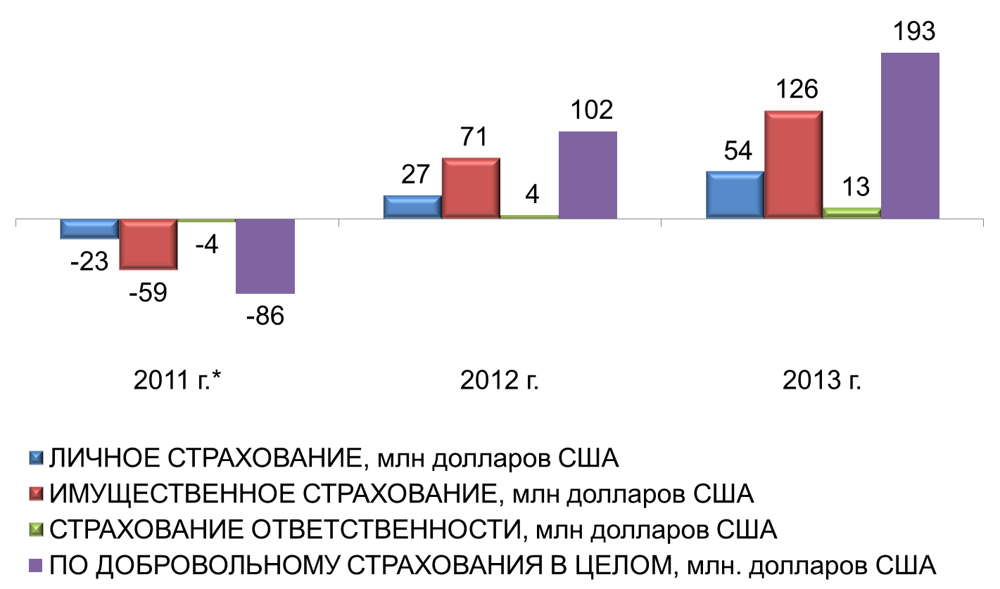 193
126
102
71
54
27
13
4
-4
-23
-59
-86
2011 г.*
2012 г.
2013 г.
ЛИЧНОЕ СТРАХОВАНИЕ, млн долларов США
ИМУЩЕСТВЕННОЕ СТРАХОВАНИЕ, млн долларов США
СТРАХОВАНИЕ ОТВЕТСТВЕННОСТИ, млн долларов США
ПО ДОБРОВОЛЬНОМУ СТРАХОВАНИЯ В ЦЕЛОМ, млн. долларов США